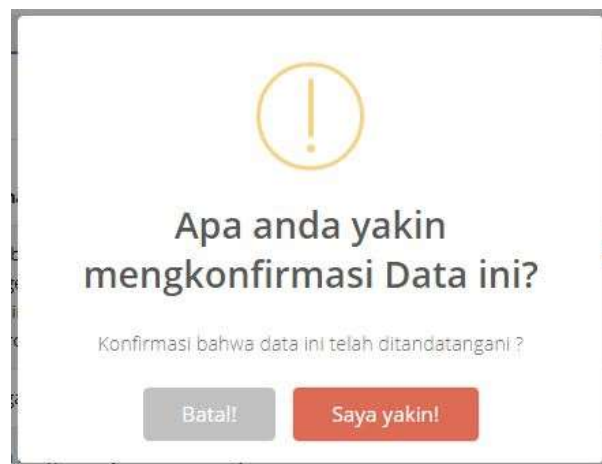 Apa anda yakin
mengkonfirmasi Data ini?
Konfirmasi bahwa data ini telah ditandatangani ?
Batal!
Saya yakin!